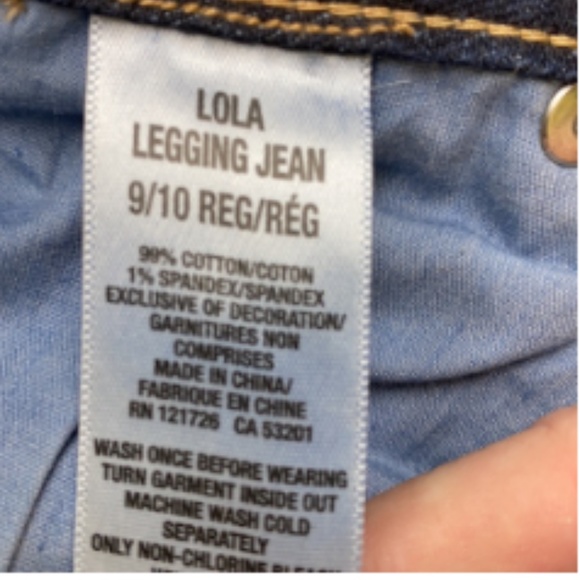 LOLA
LEGGING JEAN
9/10 REG/RÉG
99% COTTON/COTON
1% SPANDEX/SPANDEX
EXCLUSIVE OF DECORATION/
GARNITURES NON
COMPRISES
MADE IN CHINA/
FABRIQUE EN CHINE
RN 121726 CA 53201
WASH ONCE BEFORE WEARING
TURN GARMENT INSIDE OUT
MACHINE WASH COLD
SEPARATELY
ONLY NON-CHLORINE BLEACH